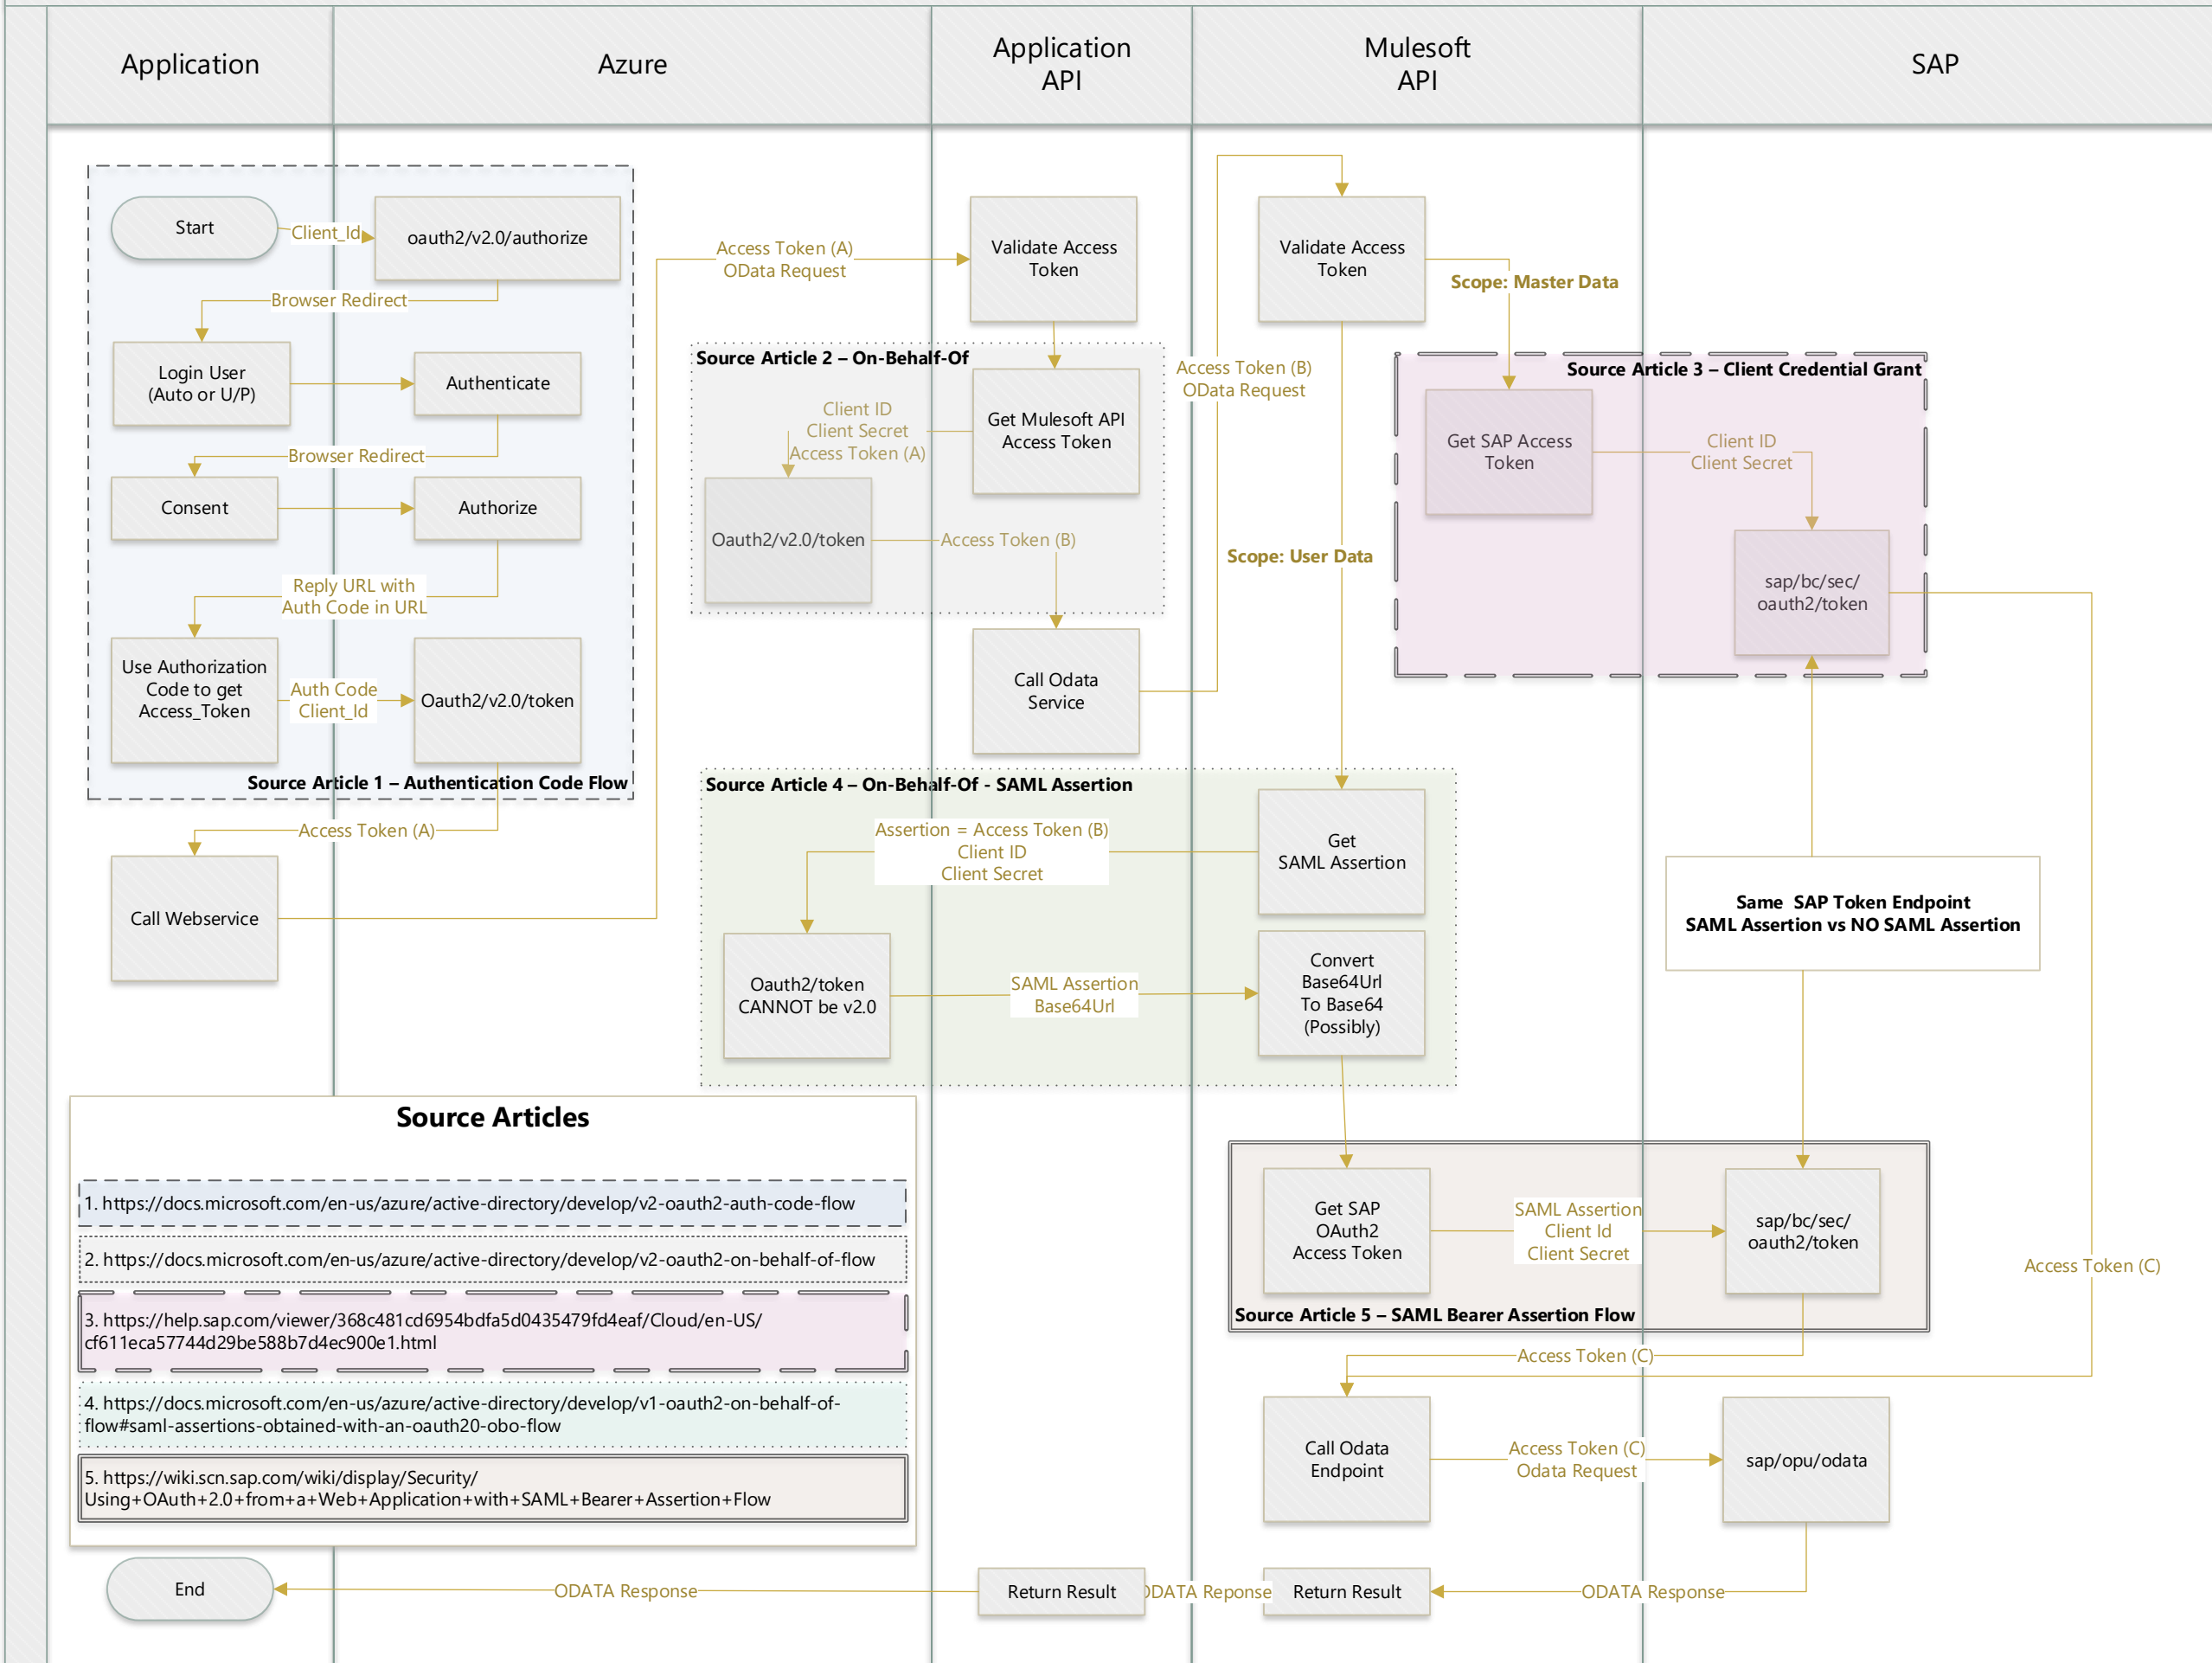 Application
Azure
Application
API
Mulesoft
API
SAP
Start
Client_Id
oauth2/v2.0/authorize
Browser Redirect
Login User
(Auto or U/P)
Authenticate
Browser Redirect
Consent
Authorize
Reply URL with
Auth Code in URL
Use Authorization
Code to get
Access_Token
Auth Code
Client_Id
Oauth2/v2.0/token
Source Article 1 – Authentication Code Flow
Access Token (A)
Call Webservice
Access Token (A)
OData Request
Validate Access
Token
Source Article 2 – On-Behalf-Of
Get Mulesoft API
Access Token
Client ID
Client Secret
Access Token (A)
Oauth2/v2.0/token
Access Token (B)
Call Odata
Service
Access Token (B)
OData Request
Validate Access
Token
Scope: Master Data
Scope: User Data
Source Article 3 – Client Credential Grant
Get SAP Access
Token
Client ID
Client Secret
sap/bc/sec/
oauth2/token
Source Article 4 – On-Behalf-Of - SAML Assertion
Get
SAML Assertion
Assertion = Access Token (B)
Client ID
Client Secret
Oauth2/token
CANNOT be v2.0
SAML Assertion
Base64Url
Convert
Base64Url
To Base64
(Possibly)
Same  SAP Token Endpoint
SAML Assertion vs NO SAML Assertion
Get SAP
OAuth2
Access Token
SAML Assertion
Client Id
Client Secret
sap/bc/sec/
oauth2/token
Source Article 5 – SAML Bearer Assertion Flow
Access Token (C)
Access Token (C)
Call Odata
Endpoint
Access Token (C)
Odata Request
sap/opu/odata
Source Articles
1. https://docs.microsoft.com/en-us/azure/active-directory/develop/v2-oauth2-auth-code-flow
2. https://docs.microsoft.com/en-us/azure/active-directory/develop/v2-oauth2-on-behalf-of-flow
3. https://help.sap.com/viewer/368c481cd6954bdfa5d0435479fd4eaf/Cloud/en-US/
cf611eca57744d29be588b7d4ec900e1.html
4. https://docs.microsoft.com/en-us/azure/active-directory/develop/v1-oauth2-on-behalf-of-
flow#saml-assertions-obtained-with-an-oauth20-obo-flow
5. https://wiki.scn.sap.com/wiki/display/Security/
Using+OAuth+2.0+from+a+Web+Application+with+SAML+Bearer+Assertion+Flow
End
ODATA Response
Return Result
ODATA Reponse
Return Result
ODATA Response